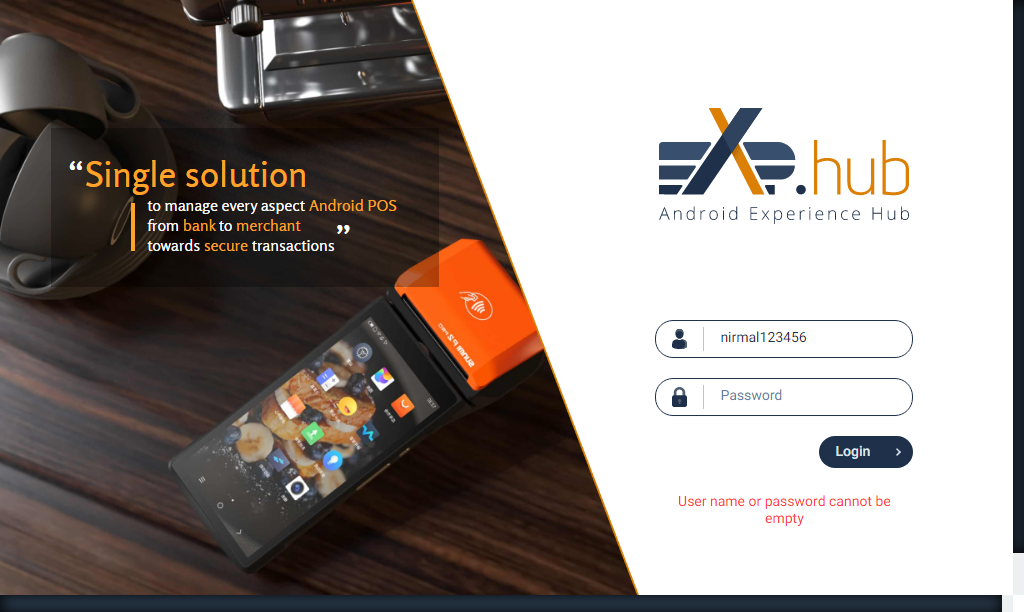 “Single solution
to manage every aspect Android POS
from bank to merchant
towards secure transactions”
EXP.hub
Android Experience Hub
nirmal123456
Password
Login
User name or password cannot be
empty